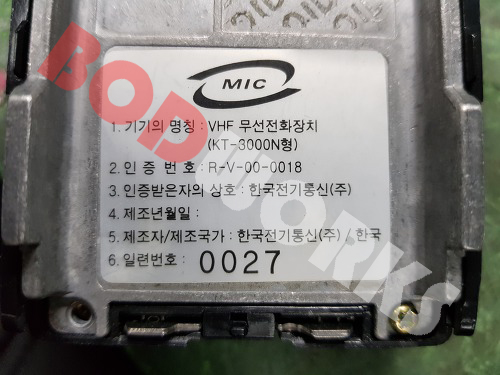 MIC
1. 기기의 명칭 : VHF 무선전화장치
(KT-3000N형)
2. 인 증 번 호 : R-V-00-0018
3. 인증받은자의 상호 : 한국전기통신(주)
4. 제조년월일 :
5. 제조자/제조국가 : 한국전기통신(주) / 한국
6. 일련번호 : 0027
BODYWORKS